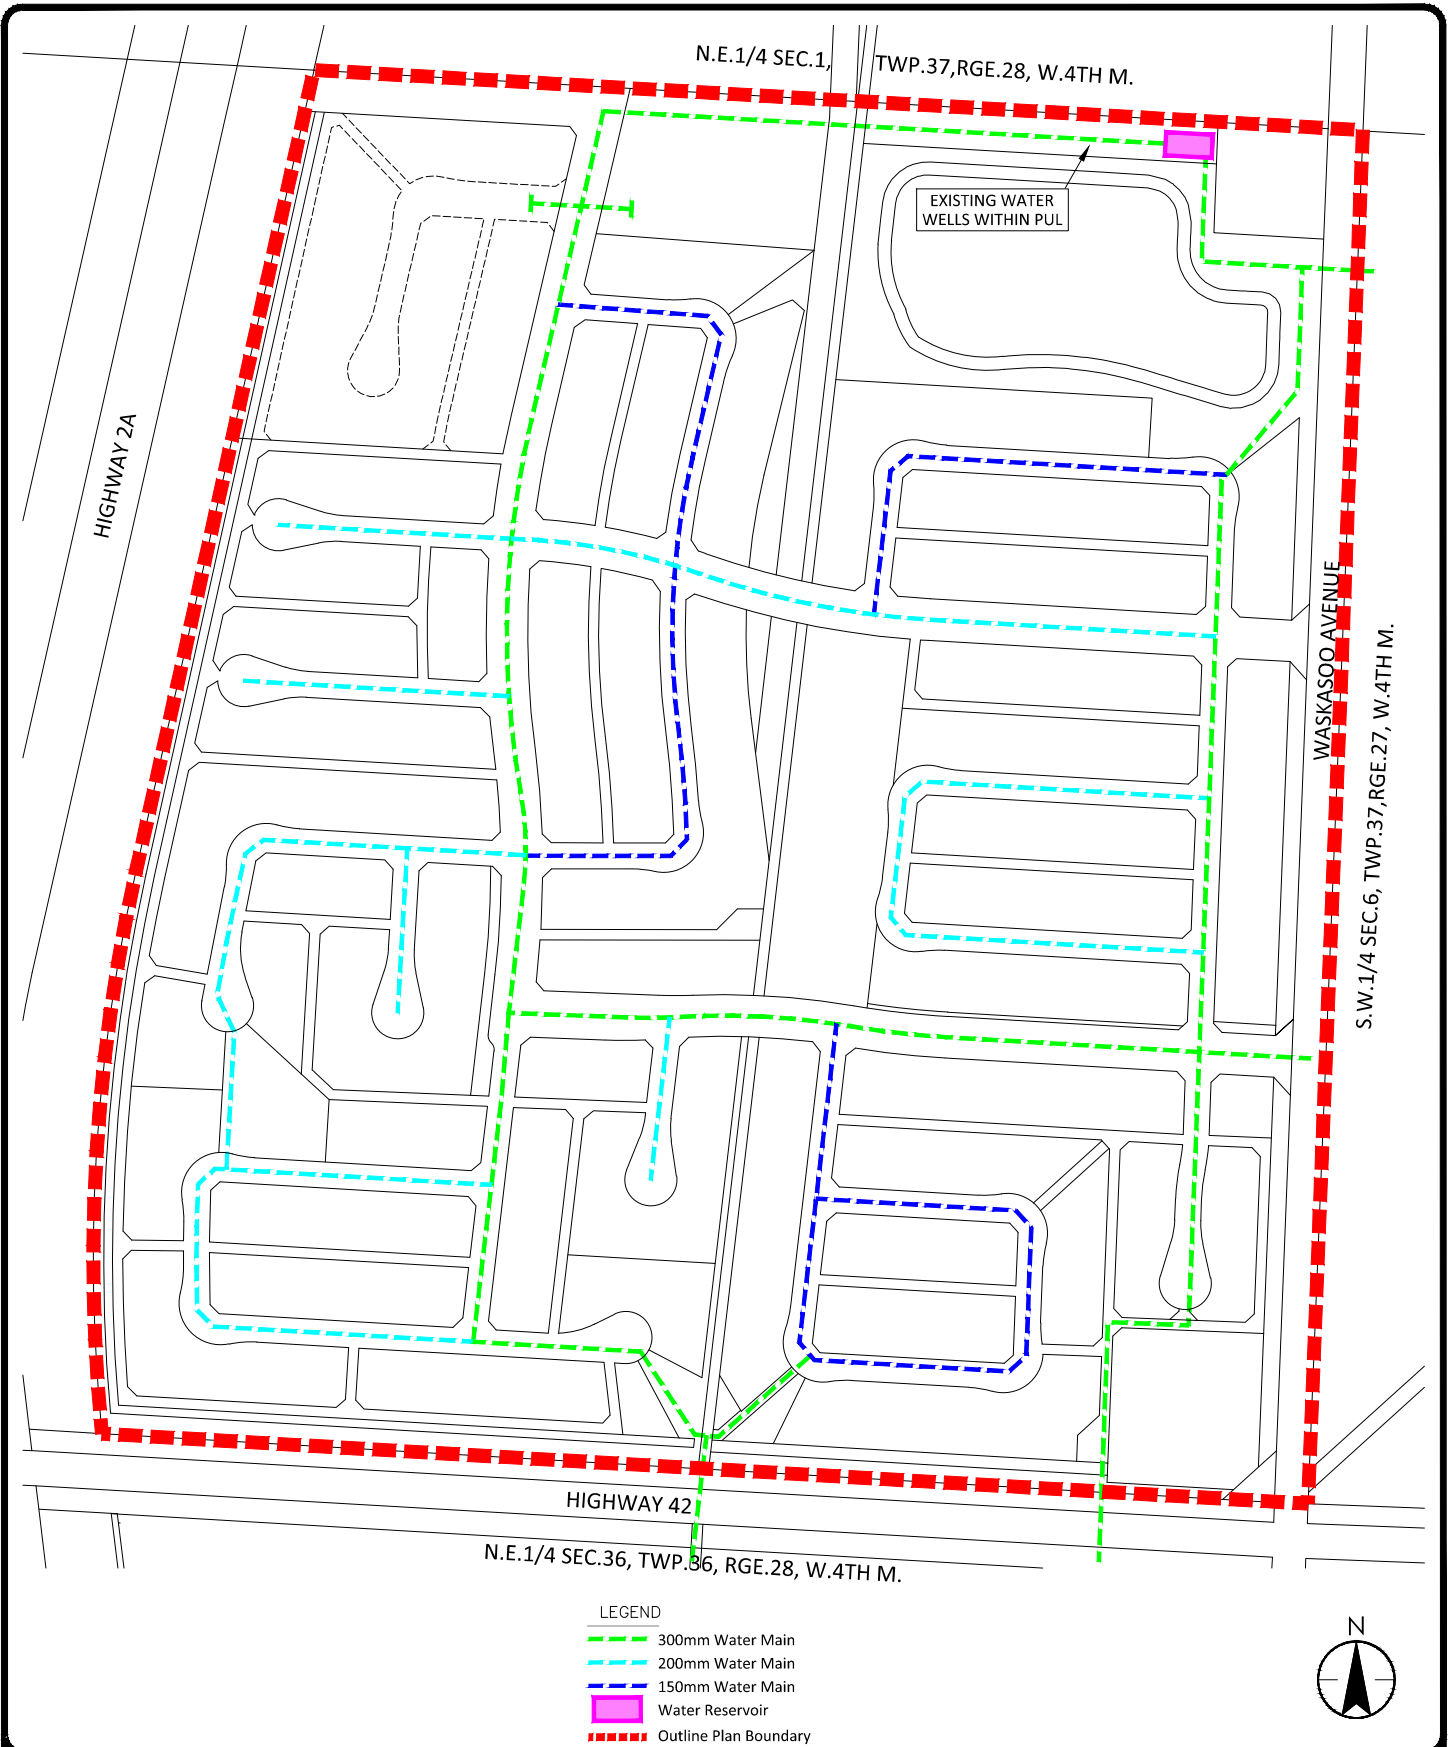 N.E.1/4 SEC.1, TWP.37,RGE.28, W.4TH M.
EXISTING WATER
WELLS WITHIN PUL
HIGHWAY 2A
WASKASOO AVENUE
S.W.1/4 SEC.6, TWP.37,RGE.27, W.4TH M.
HIGHWAY 42
N.E.1/4 SEC.36, TWP.36, RGE.28, W.4TH M.
LEGEND
300mm Water Main
200mm Water Main
150mm Water Main
Water Reservoir
Outline Plan Boundary
N